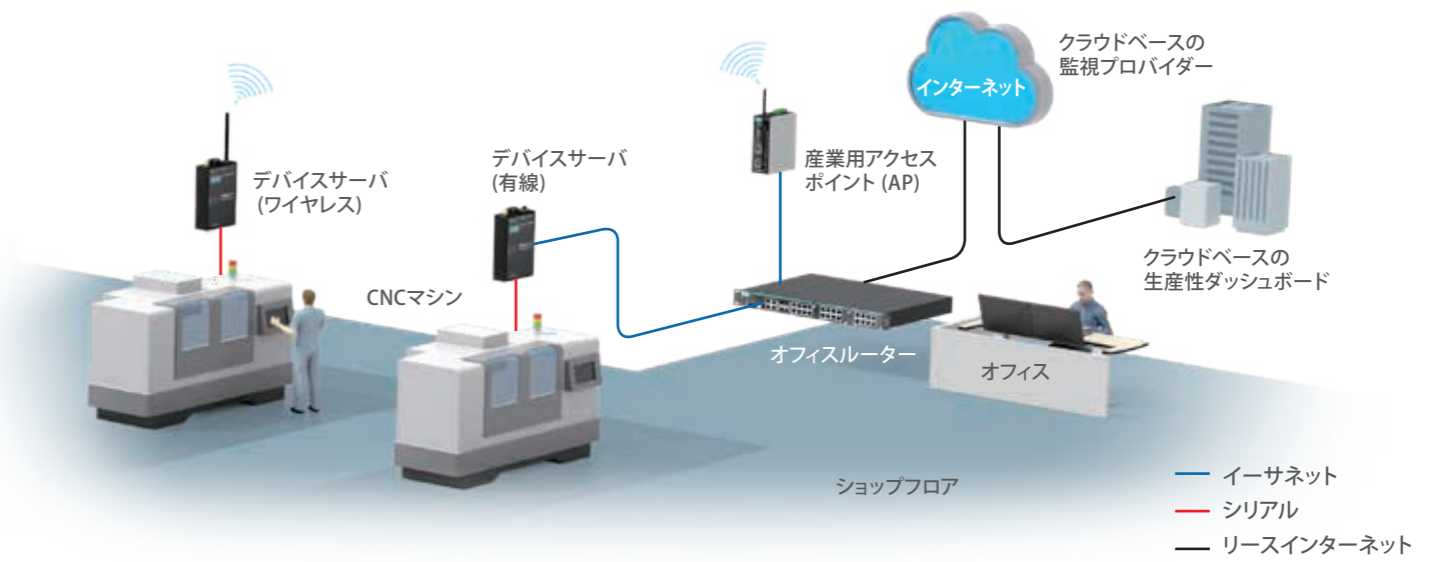 クラウドベースの
監視プロバイダー
インターネット
デバイスサーバ
(ワイヤレス)
デバイスサーバ
(有線)
産業用アクセス
ポイント (AP)
クラウドベースの
生産性ダッシュボード
CNCマシン
オフィスルーター
オフィス
ショップフロア
イーサネット
シリアル
リースインターネット